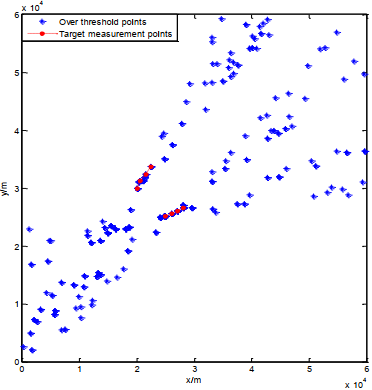 x 10^4
Over threshold points
Target measurement points
6
5
4
3
2
1
0
y/m
0 1 2 3 4 5 6
x/m
x 10^4